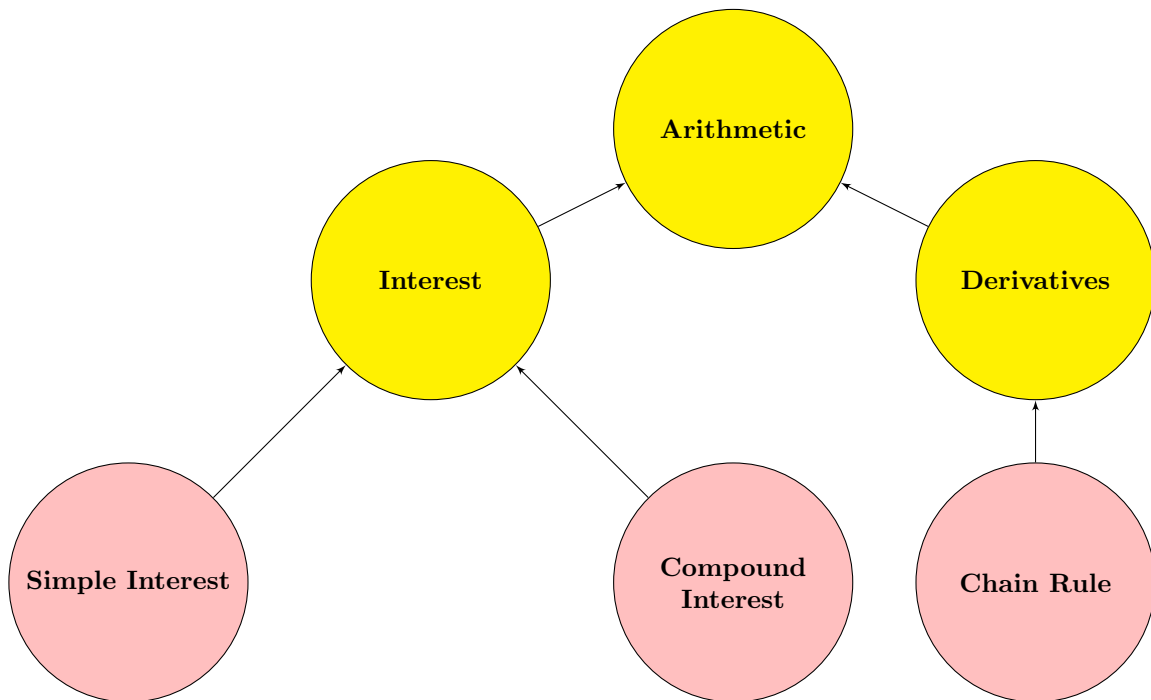 Arithmetic
Interest
Derivatives
Simple Interest
Compound
Interest
Chain Rule